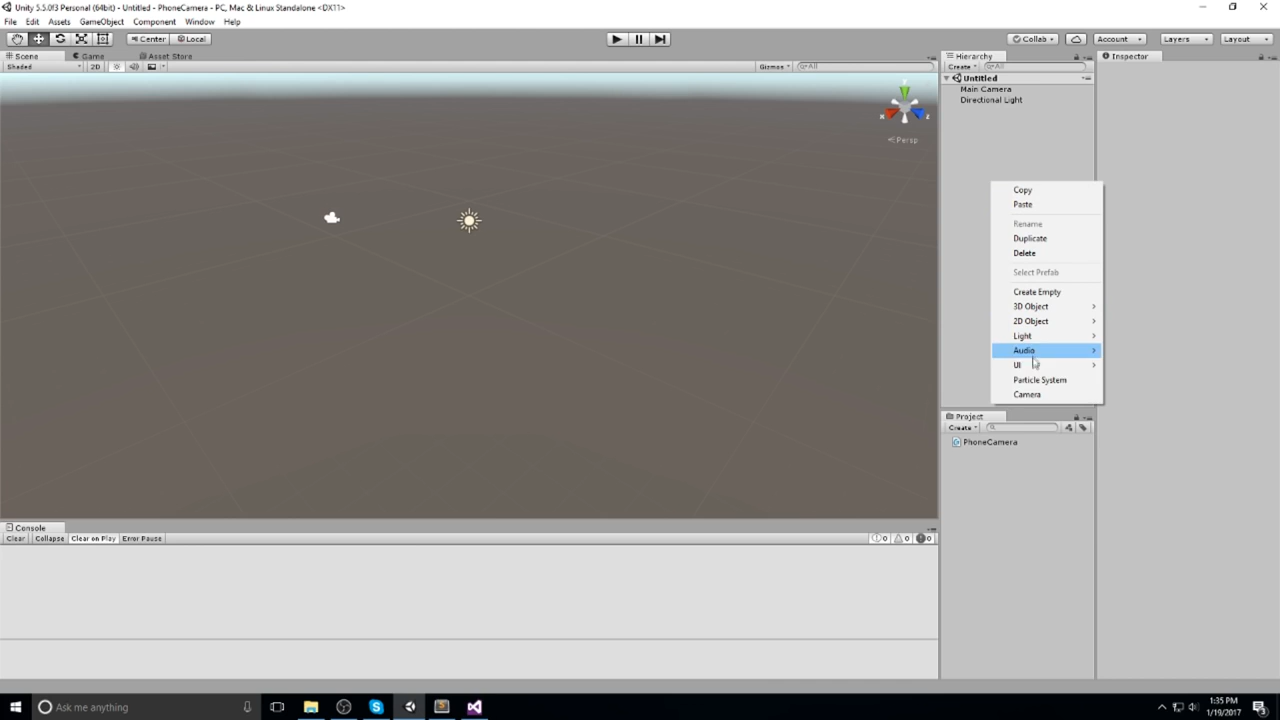 Unity 5.5.0f3 Personal (64bit) - Untitled - PhoneCamera - PC, Mac & Linux Standalone <DX11>
File Edit Assets GameObject Component Window Help
Center Local
Collab Account Layers Layout
Scene Game Asset Store
Shaded 2D Gizmos All
Persp
Hierarchy
Create All
Untitled
Main Camera
Directional Light
Inspector
Copy
Paste
Rename
Duplicate
Delete
Select Prefab
Create Empty
3D Object
2D Object
Light
Audio
UI
Particle System
Camera
Project
Create
PhoneCamera
Console
Clear Collapse Clear on Play Error Pause 0 0 0
Ask me anything
1:35 PM
1/19/2017
3